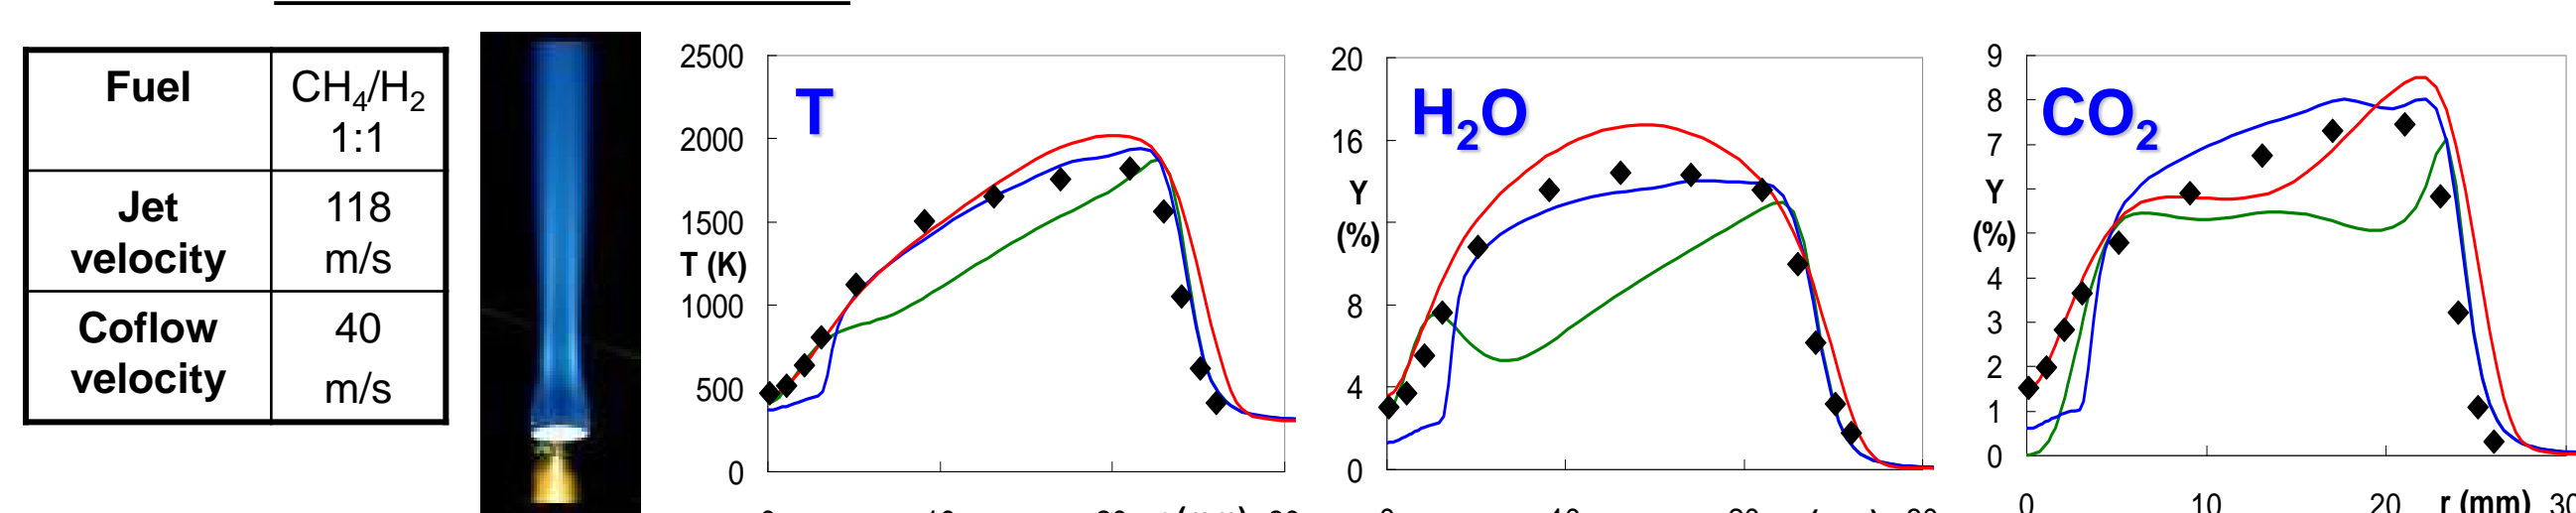 Fuel
CH₄/H₂
1:1
Jet
velocity
118
m/s
Coflow
velocity
40
m/s
T
2500
2000
1500
T (K)
1000
500
0
H₂O
20
16
Y
(%)
8
4
0
CO₂
9
8
7
Y
(%)
4
3
2
1
0
0
10
20
r (mm)
30